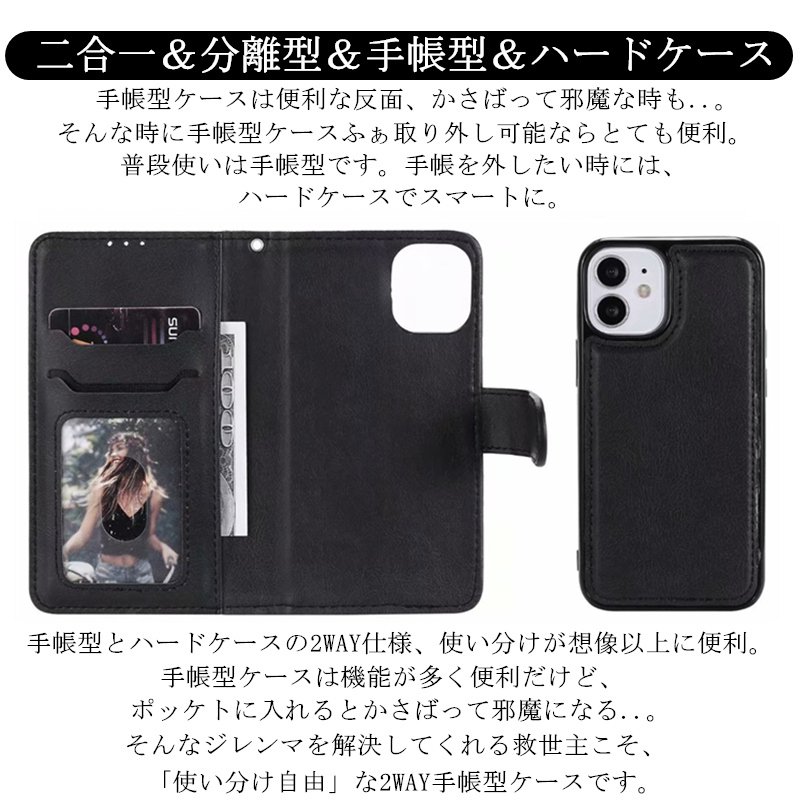 二合一&分離型&手帳型&ハードケース
手帳型ケースは便利な反面、かさばって邪魔な時も..。
そんな時に手帳型ケースふぁ取り外し可能ならとても便利。
普段使いは手帳型です。手帳を外したい時には、
ハードケースでスマートに。
SUI
手帳型とハードケースの2WAY仕様、使い分けが想像以上に便利。
手帳型ケースは機能が多く便利だけど、
ポッケトに入れるとかさばって邪魔になる..。
そんなジレンマを解決してくれる救世主こそ、
「使い分け自由」な2WAY手帳型ケースです。